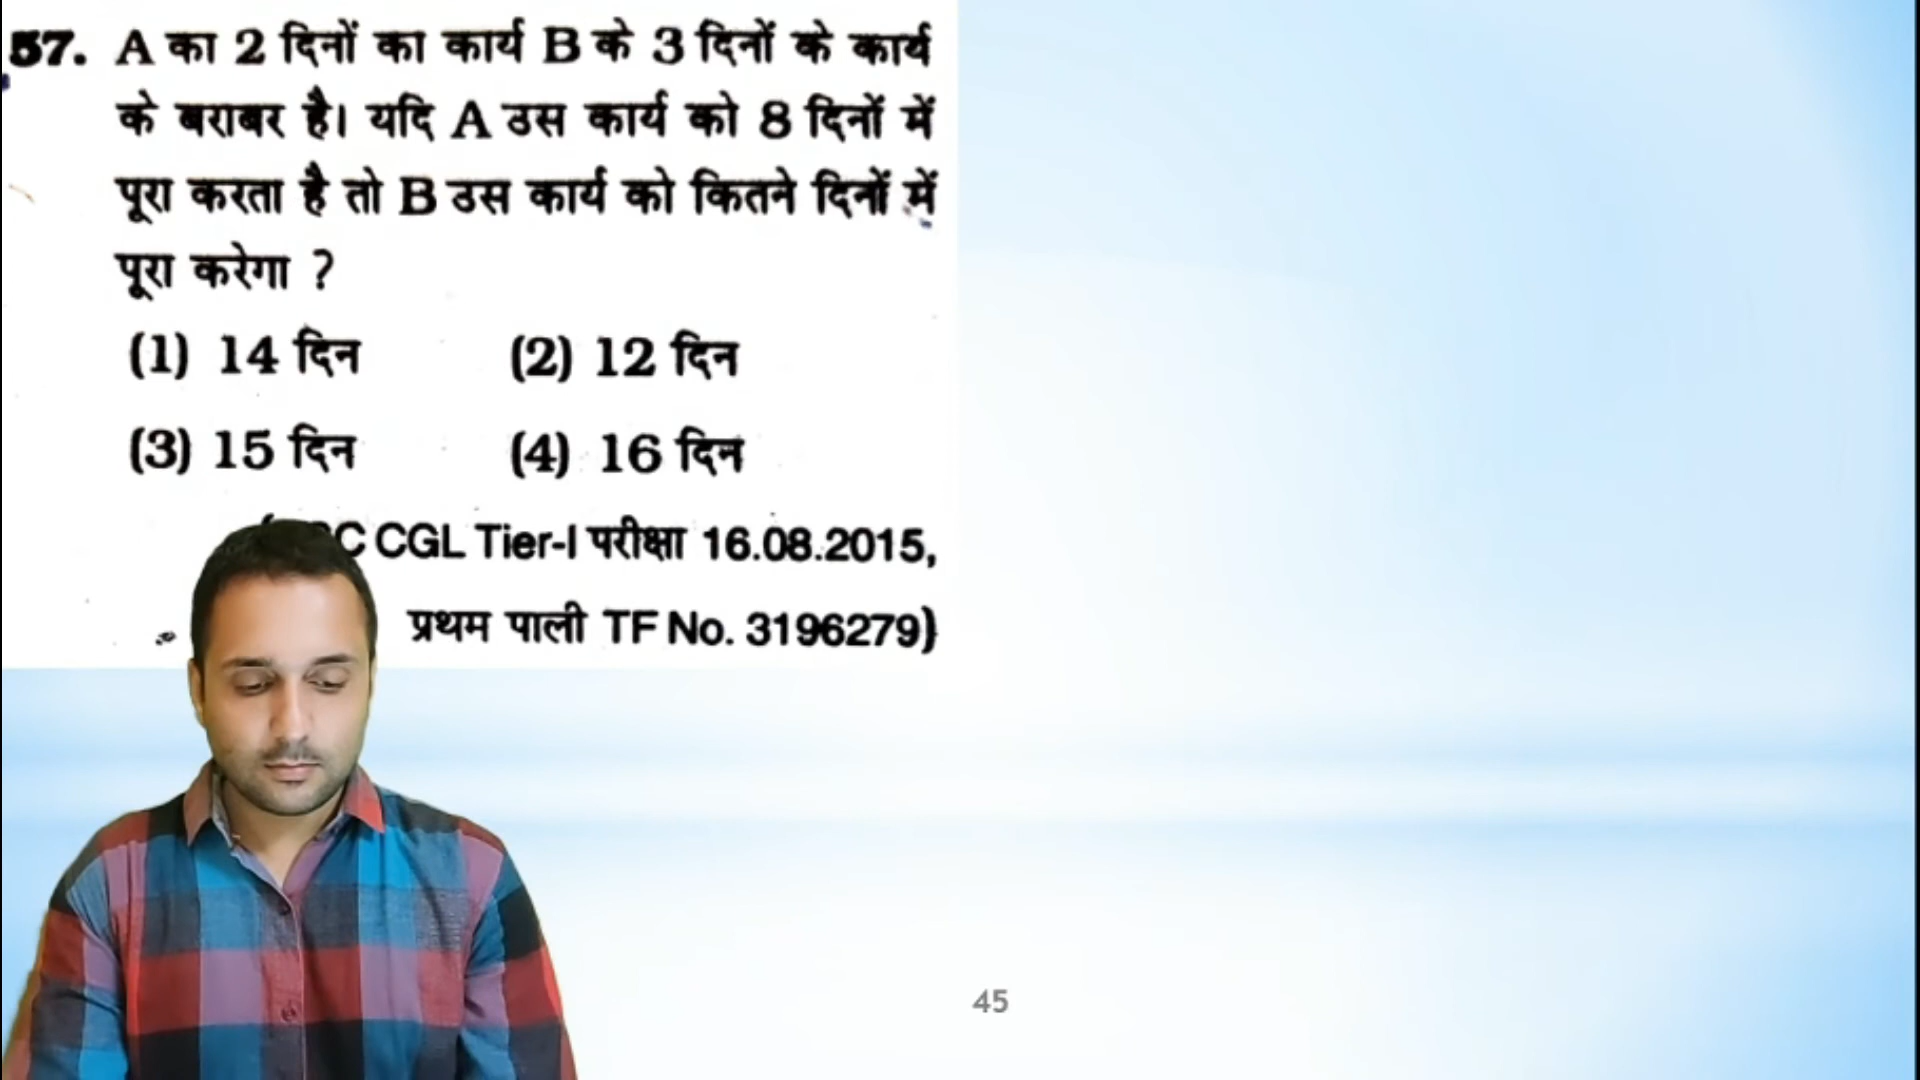 57. A का 2 दिनों का कार्य B के 3 दिनों के कार्य
के बराबर है। यदि A उस कार्य को 8 दिनों में
पूरा करता है तो B उस कार्य को कितने दिनों में
पूरा करेगा ?
(1) 14 दिन (2) 12 दिन
(3) 15 दिन (4) 16 दिन
CGL Tier-I परीक्षा 16.08.2015,
प्रथम पाली TF No. 3196279)
45